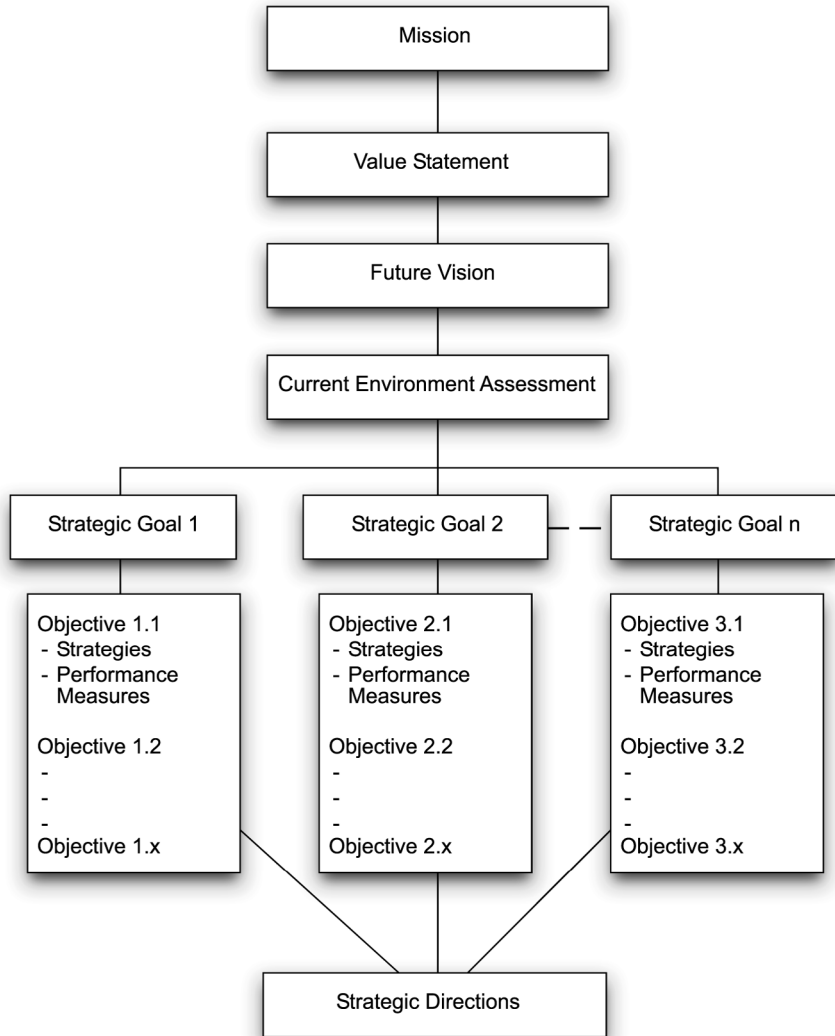 Mission
Value Statement
Future Vision
Current Environment Assessment
Strategic Goal 1
Strategic Goal 2
Strategic Goal n
Objective 1.1
- Strategies
- Performance
Measures
Objective 1.2
-
-
-
Objective 1.x
Objective 2.1
- Strategies
- Performance
Measures
Objective 2.2
-
-
-
Objective 2.x
Objective 3.1
- Strategies
- Performance
Measures
Objective 3.2
-
-
-
Objective 3.x
Strategic Directions